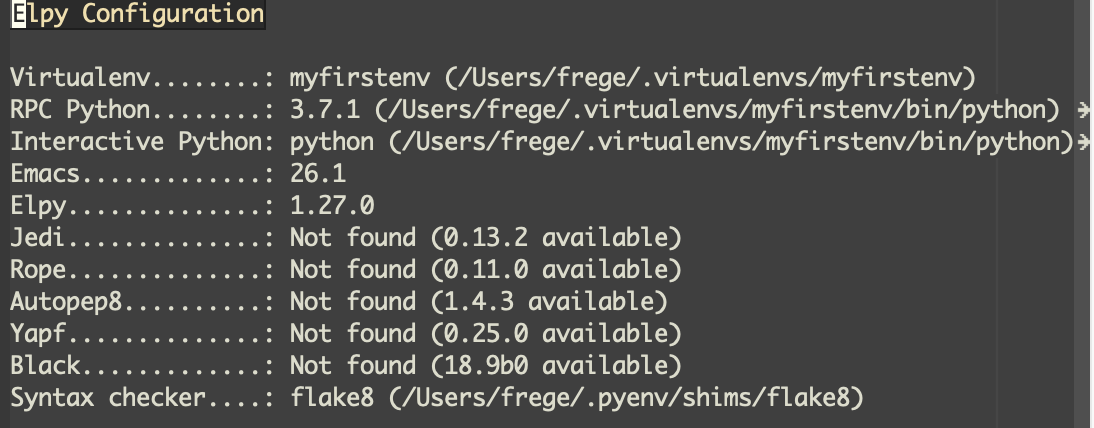 Elpy Configuration
Virtualenv........: myfirstenv (/Users/frege/.virtualenvs/myfirstenv)
RPC Python........: 3.7.1 (/Users/frege/.virtualenvs/myfirstenv/bin/python)
Interactive Python: python (/Users/frege/.virtualenvs/myfirstenv/bin/python)
Emacs.............: 26.1
Elpy..............: 1.27.0
Jedi..............: Not found (0.13.2 available)
Rope..............: Not found (0.11.0 available)
Autopep8..........: Not found (1.4.3 available)
Yapf..............: Not found (0.25.0 available)
Black.............: Not found (18.9b0 available)
Syntax checker....: flake8 (/Users/frege/.pyenv/shims/flake8)